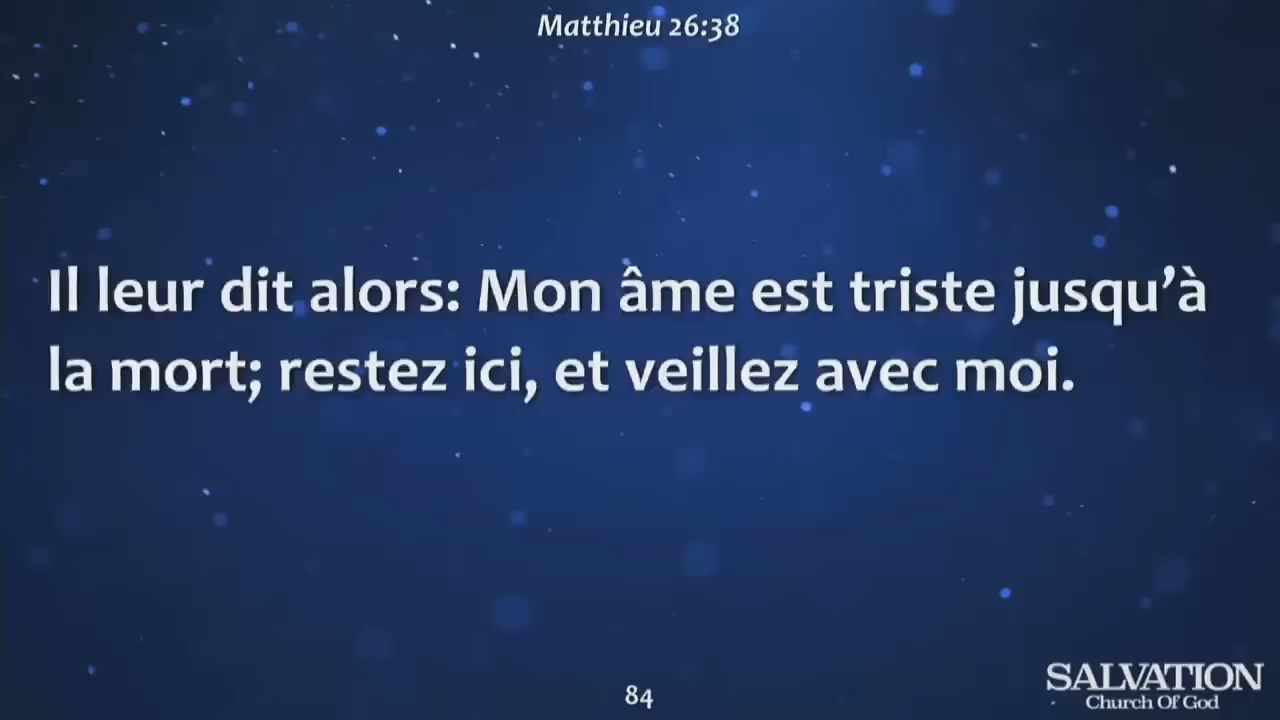 Matthieu 26:38
Il leur dit alors: Mon âme est triste jusqu’à
la mort; restez ici, et veillez avec moi.
84
SALVATION
Church Of God